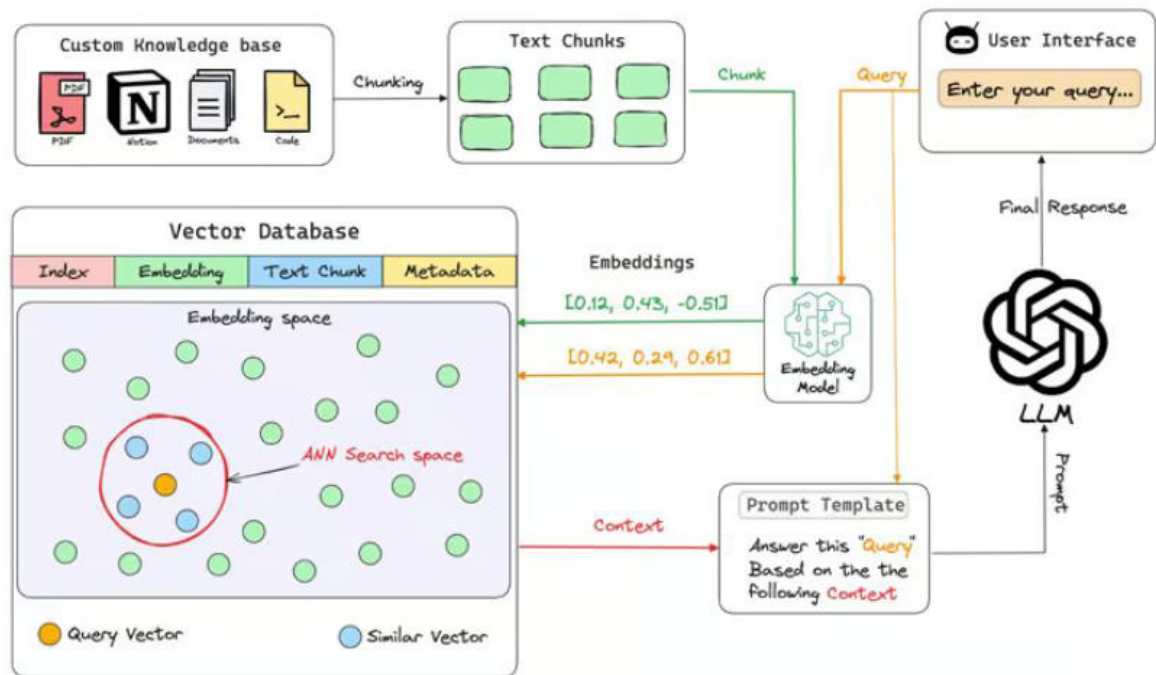 Custom Knowledge base
PDF
PDF
N
Notion
Documents
Code
Chunking
Text Chunks
Chunk
Query
User Interface
Enter your query...
Vector Database
Index
Embedding
Text Chunk
Metadata
Embedding space
ANN Search space
Query Vector
Similar Vector
Embeddings
[0.12, 0.43, -0.51]
[0.42, 0.29, 0.61]
Embedding
Model
Final Response
LLM
Prompt
Context
Prompt Template
Answer this "Query"
Based on the the
following Context